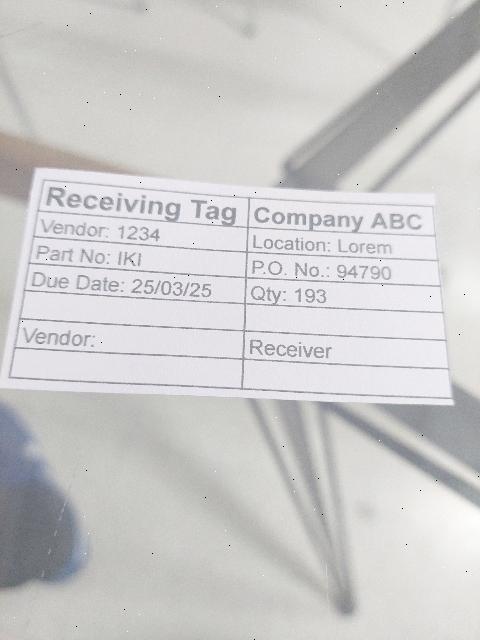 Receiving Tag Company ABC
Vendor: 1234 Location: Lorem
Part No: IKI P.O. No.: 94790
Due Date: 25/03/25 Qty: 193
Vendor: Receiver